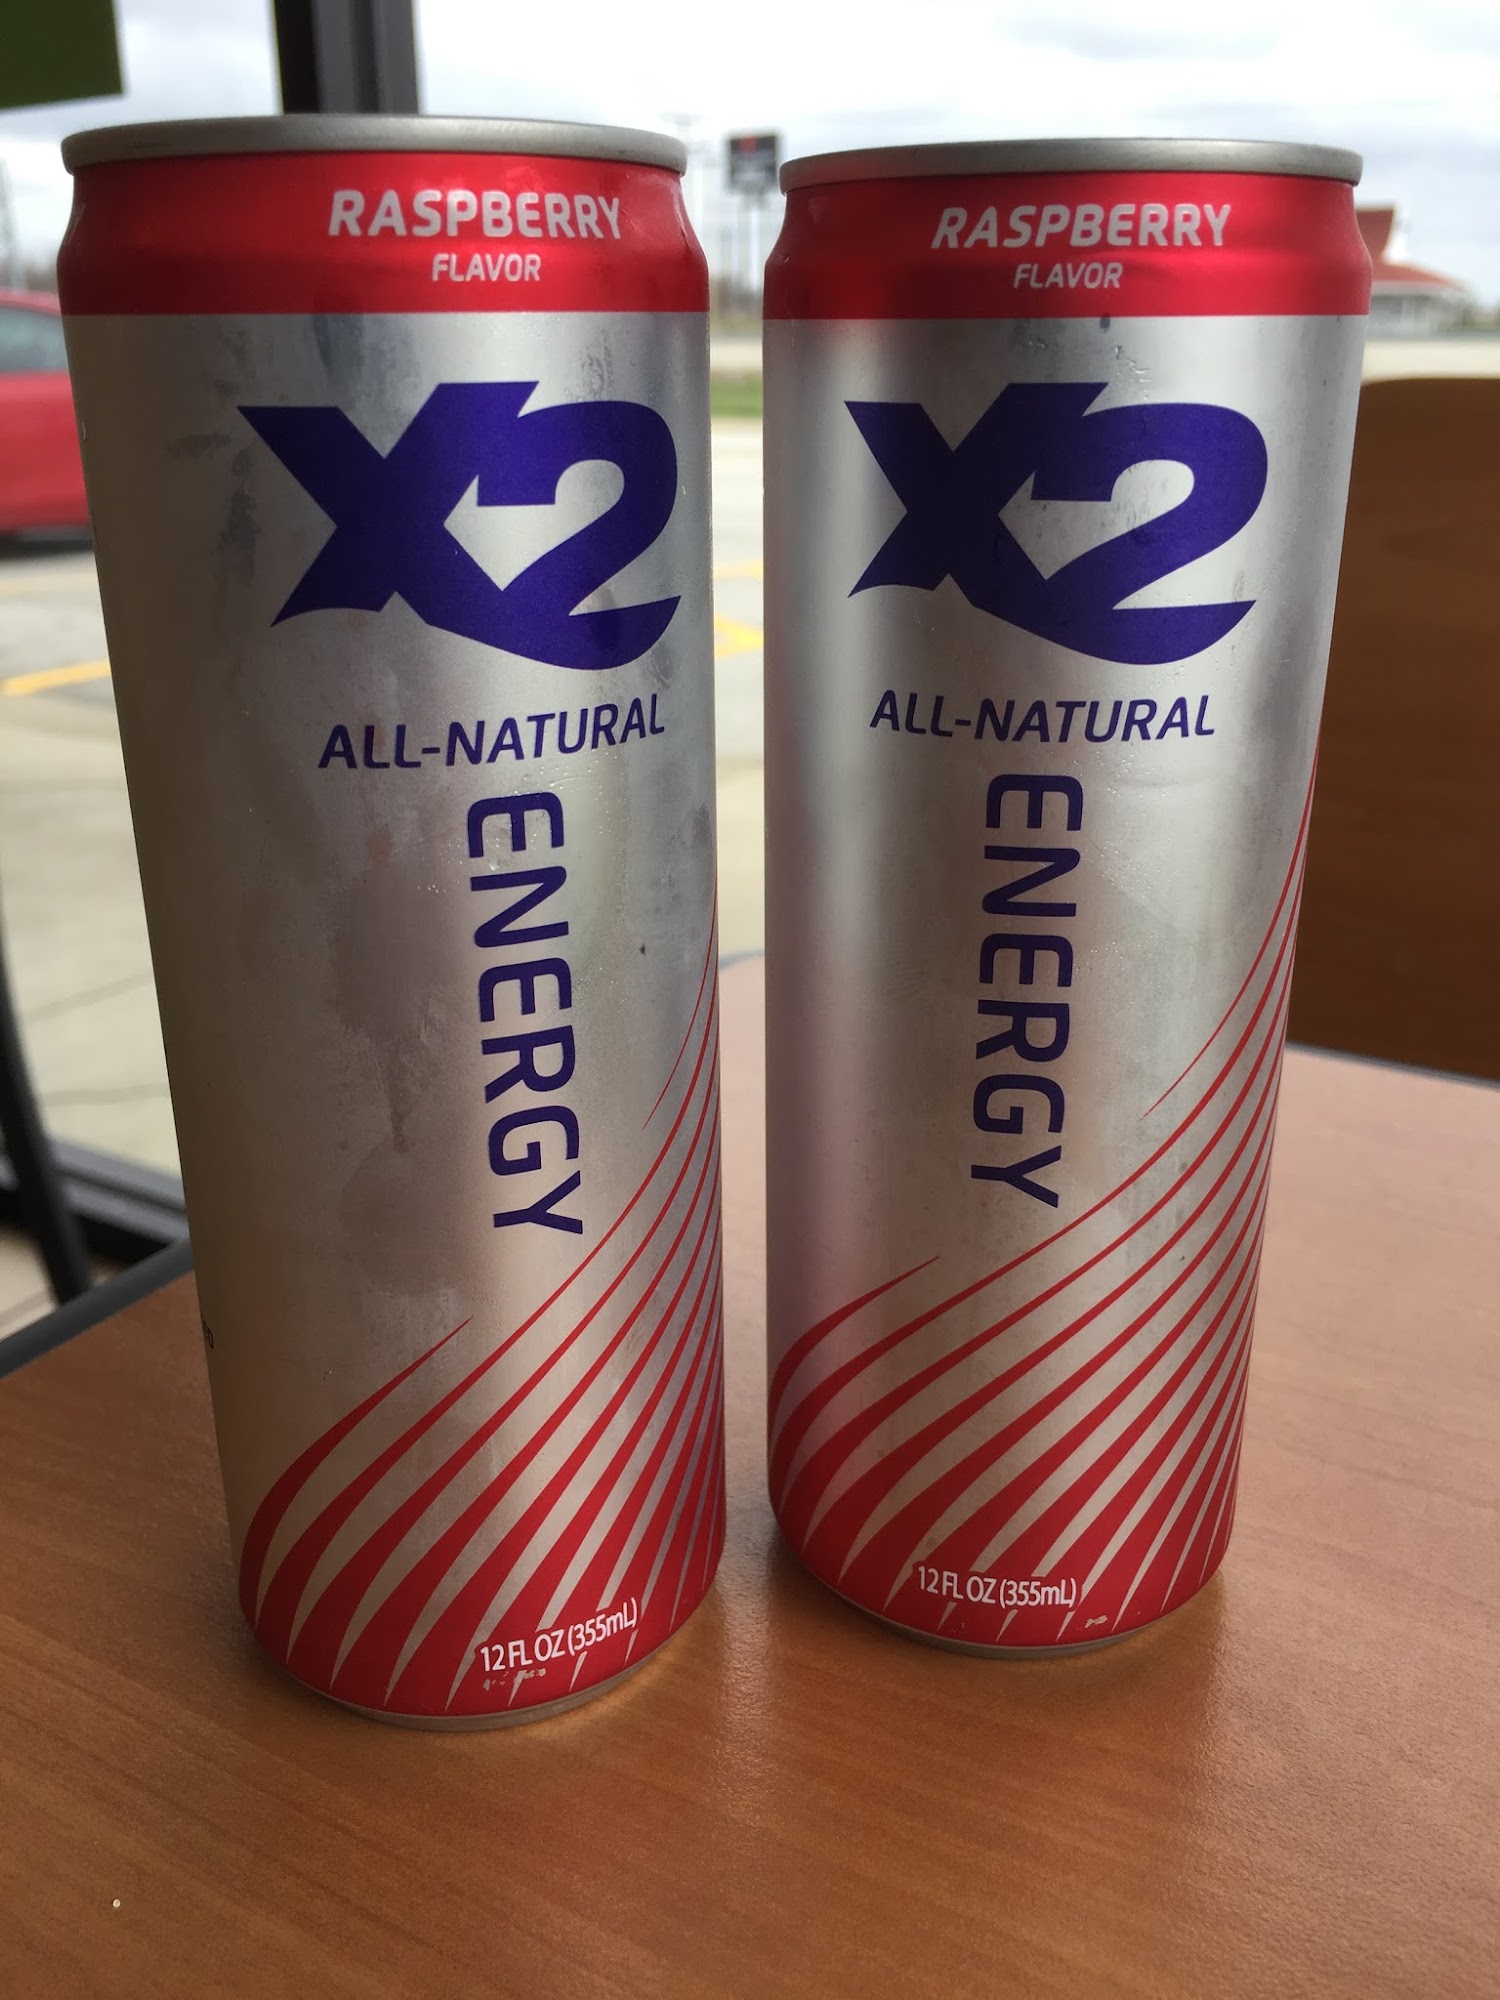 RASPBERRY
FLAVOR
X2
ALL-NATURAL
ENERGY
12 FL OZ (355mL)
RASPBERRY
FLAVOR
X2
ALL-NATURAL
ENERGY
12 FL OZ (355mL)